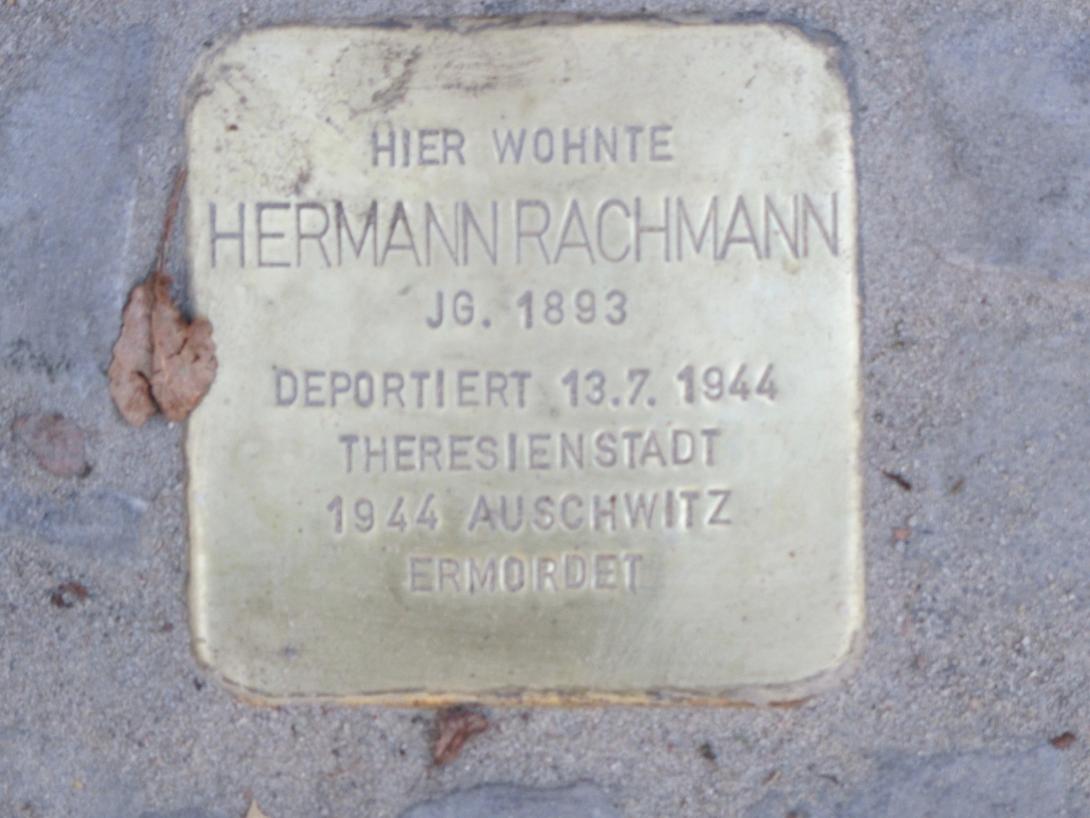 HIER WOHNTE
HERMANN RACHMANN
JG. 1893
DEPORTIERT 13.7. 1944
THERESIENSTADT
1944 AUSCHWITZ
ERMORDET